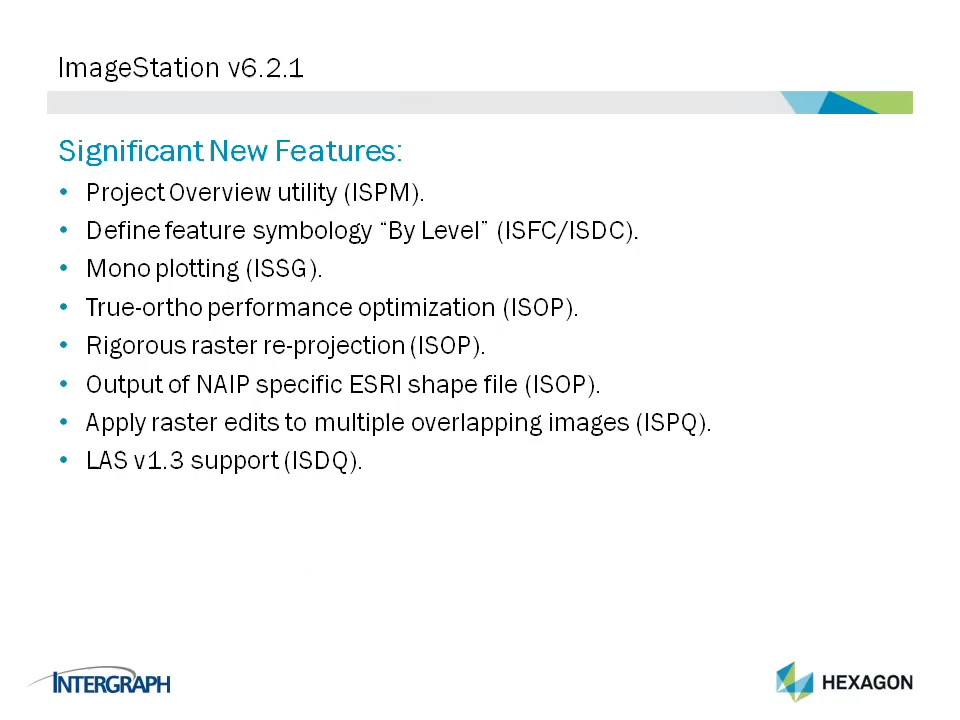 ImageStation v6.2.1
Significant New Features:
• Project Overview utility (ISPM).
• Define feature symbology “By Level” (ISFC/ISDC).
• Mono plotting (ISSG).
• True-ortho performance optimization (ISOP).
• Rigorous raster re-projection (ISOP).
• Output of NAIP specific ESRI shape file (ISOP).
• Apply raster edits to multiple overlapping images (ISPQ).
• LAS v1.3 support (ISDQ).
INTERGRAPH
HEXAGON